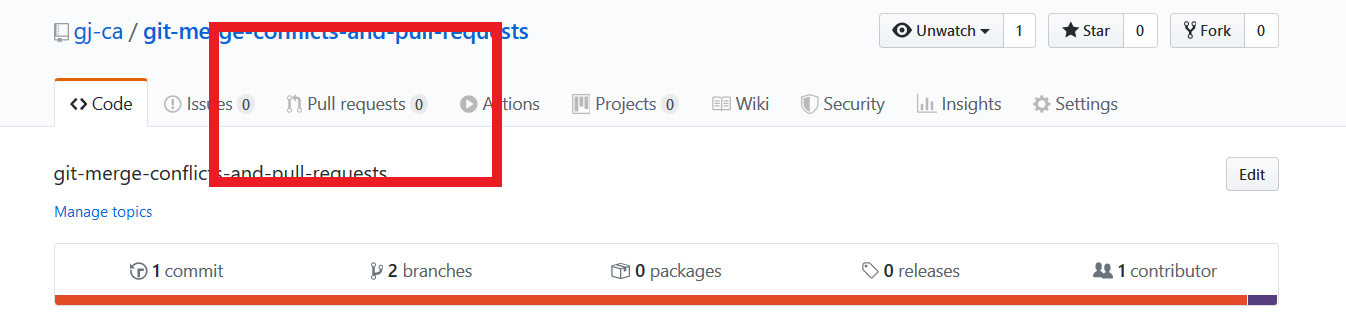 gj-ca / git-merge-conflicts-and-pull-requests
Unwatch 1 Star 0 Fork 0
Code Issues 0 Pull requests 0 Actions Projects 0 Wiki Security Insights Settings
git-merge-conflicts-and-pull-requests
Edit
Manage topics
1 commit 2 branches 0 packages 0 releases 1 contributor